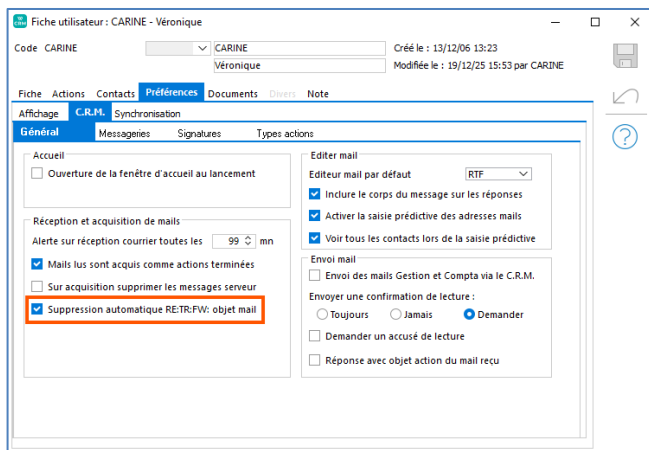 W CRM Fiche utilisateur : CARINE - Véronique
Code CARINE CARINE Créé le : 13/12/06 13:23
Véronique Modifiée le : 19/12/25 15:53 par CARINE
Fiche Actions Contacts Préférences Documents Divers Note
Affichage C.R.M. Synchronisation
Général Messageries Signatures Types actions
Accueil
Ouverture de la fenêtre d'accueil au lancement
Réception et acquisition de mails
Alerte sur réception courrier toutes les 99 mn
Mails lus sont acquis comme actions terminées
Sur acquisition supprimer les messages serveur
Suppression automatique RE:TR:FW: objet mail
Editer mail
Editeur mail par défaut RTF
Inclure le corps du message sur les réponses
Activer la saisie prédictive des adresses mails
Voir tous les contacts lors de la saisie prédictive
Envoi mail
Envoi des mails Gestion et Compta via le C.R.M.
Envoyer une confirmation de lecture :
Toujours Jamais Demander
Demander un accusé de lecture
Réponse avec objet action du mail reçu